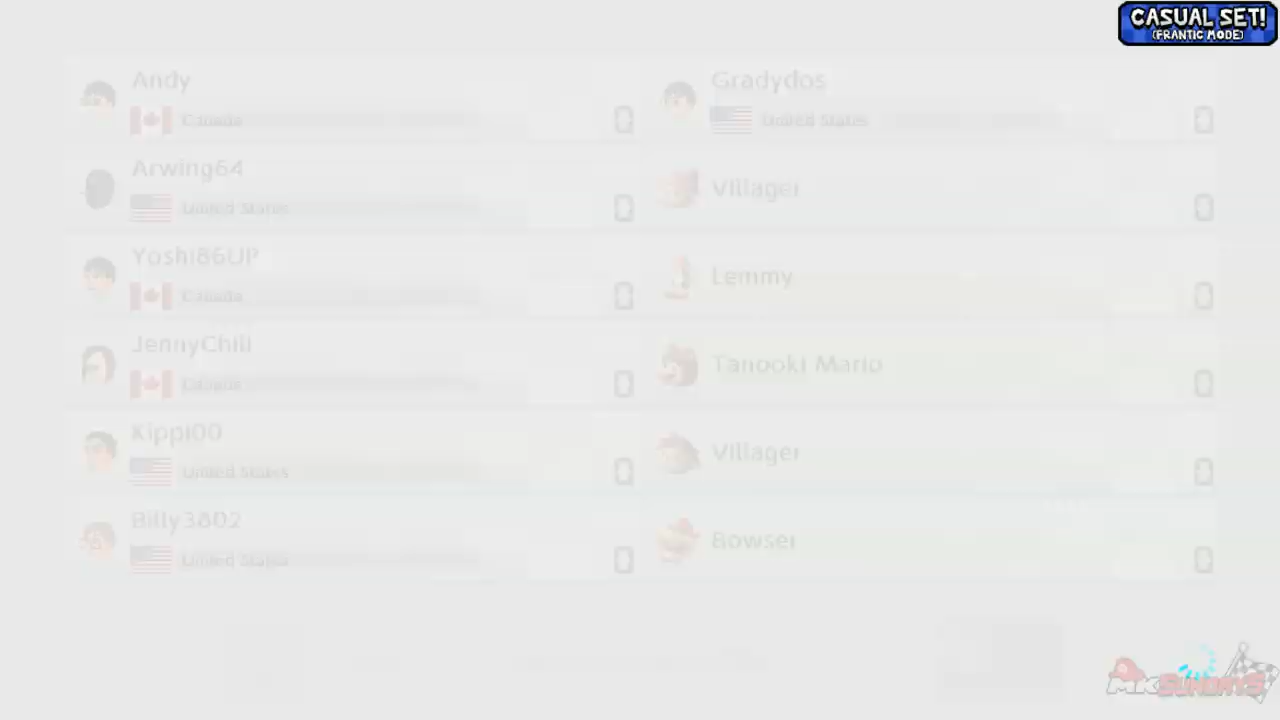 CASUAL SET!
(FRANTIC MODE)
Andy
Canada
0
Arwing64
United States
0
Yoshi86UP
Canada
0
JennyChili
Canada
0
Kippi00
United States
0
Billy3802
United States
0
Gradydos
United States
0
Villager
0
Lemmy
0
Tanooki Mario
0
Villager
0
Bowser
0
MKSUNDAYS